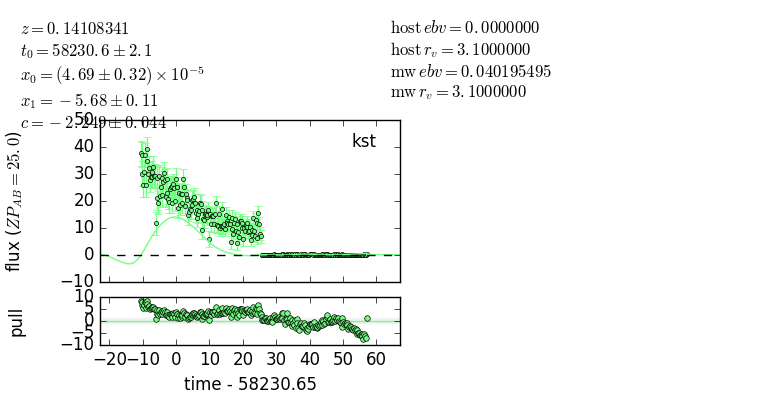 z = 0.14108341
t0 = 58230.6 ± 2.1
x0 = (4.69 ± 0.32) × 10^-5
x1 = −5.68 ± 0.11
c = −2.249 ± 0.044
host ebv = 0.0000000
host r_v = 3.1000000
mw ebv = 0.040195495
mw r_v = 3.1000000
kst
50
40
30
20
10
0
−10
flux (ZP_AB = 25.0)
10
5
0
−5
−10
pull
−20 −10 0 10 20 30 40 50 60
time - 58230.65